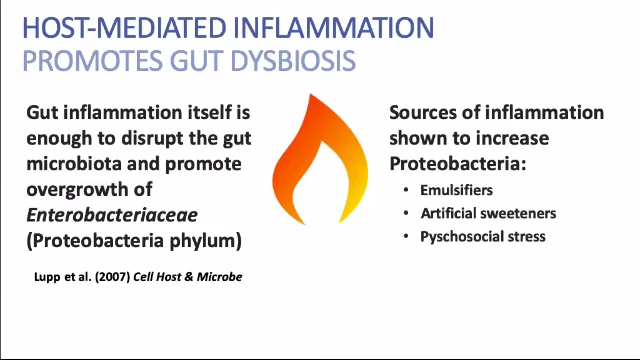 HOST-MEDIATED INFLAMMATION
PROMOTES GUT DYSBIOSIS
Gut inflammation itself is
enough to disrupt the gut
microbiota and promote
overgrowth of
Enterobacteriaceae
(Proteobacteria phylum)
Lupp et al. (2007) Cell Host & Microbe
Sources of inflammation
shown to increase
Proteobacteria:
• Emulsifiers
• Artificial sweeteners
• Pyschosocial stress